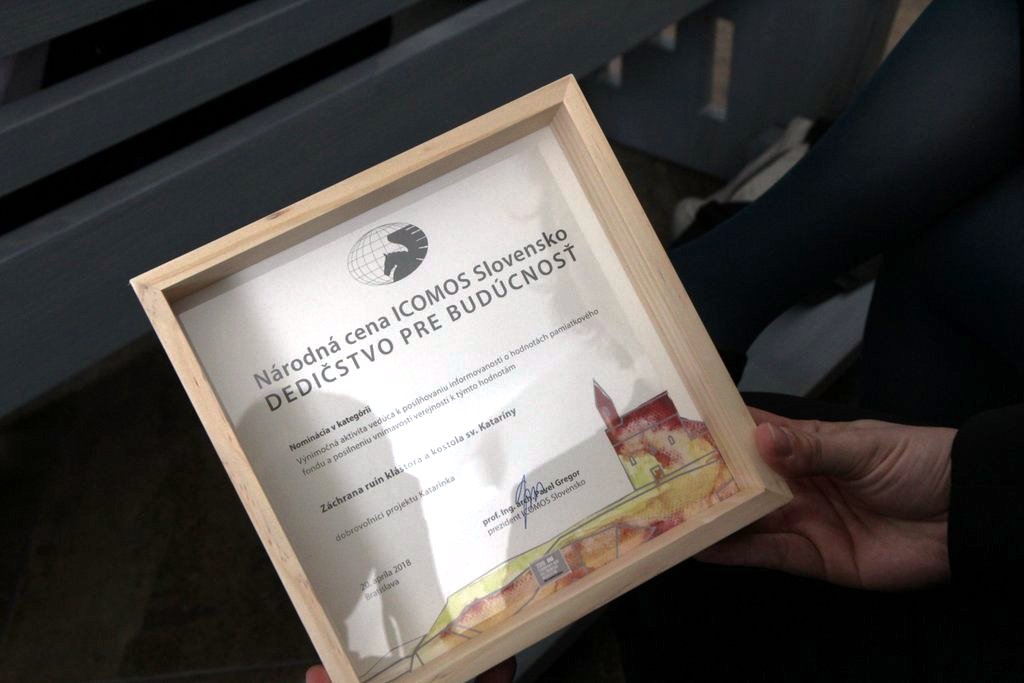 Národná cena ICOMOS Slovensko
DEDIČSTVO PRE BUDÚCNOSŤ
Nominácia v kategórii
Výnimočná aktivita vedúca k posilňovaniu informovanosti o hodnotách pamiatkového
fondu a posilneniu vnímavosti verejnosti k týmto hodnotám
Záchrana ruín kláštora a kostola sv. Kataríny
dobrovoľníci projektu Katarínka
prof. Ing. arch. Pavel Gregor
prezident ICOMOS Slovensko
20. apríla 2018
Bratislava